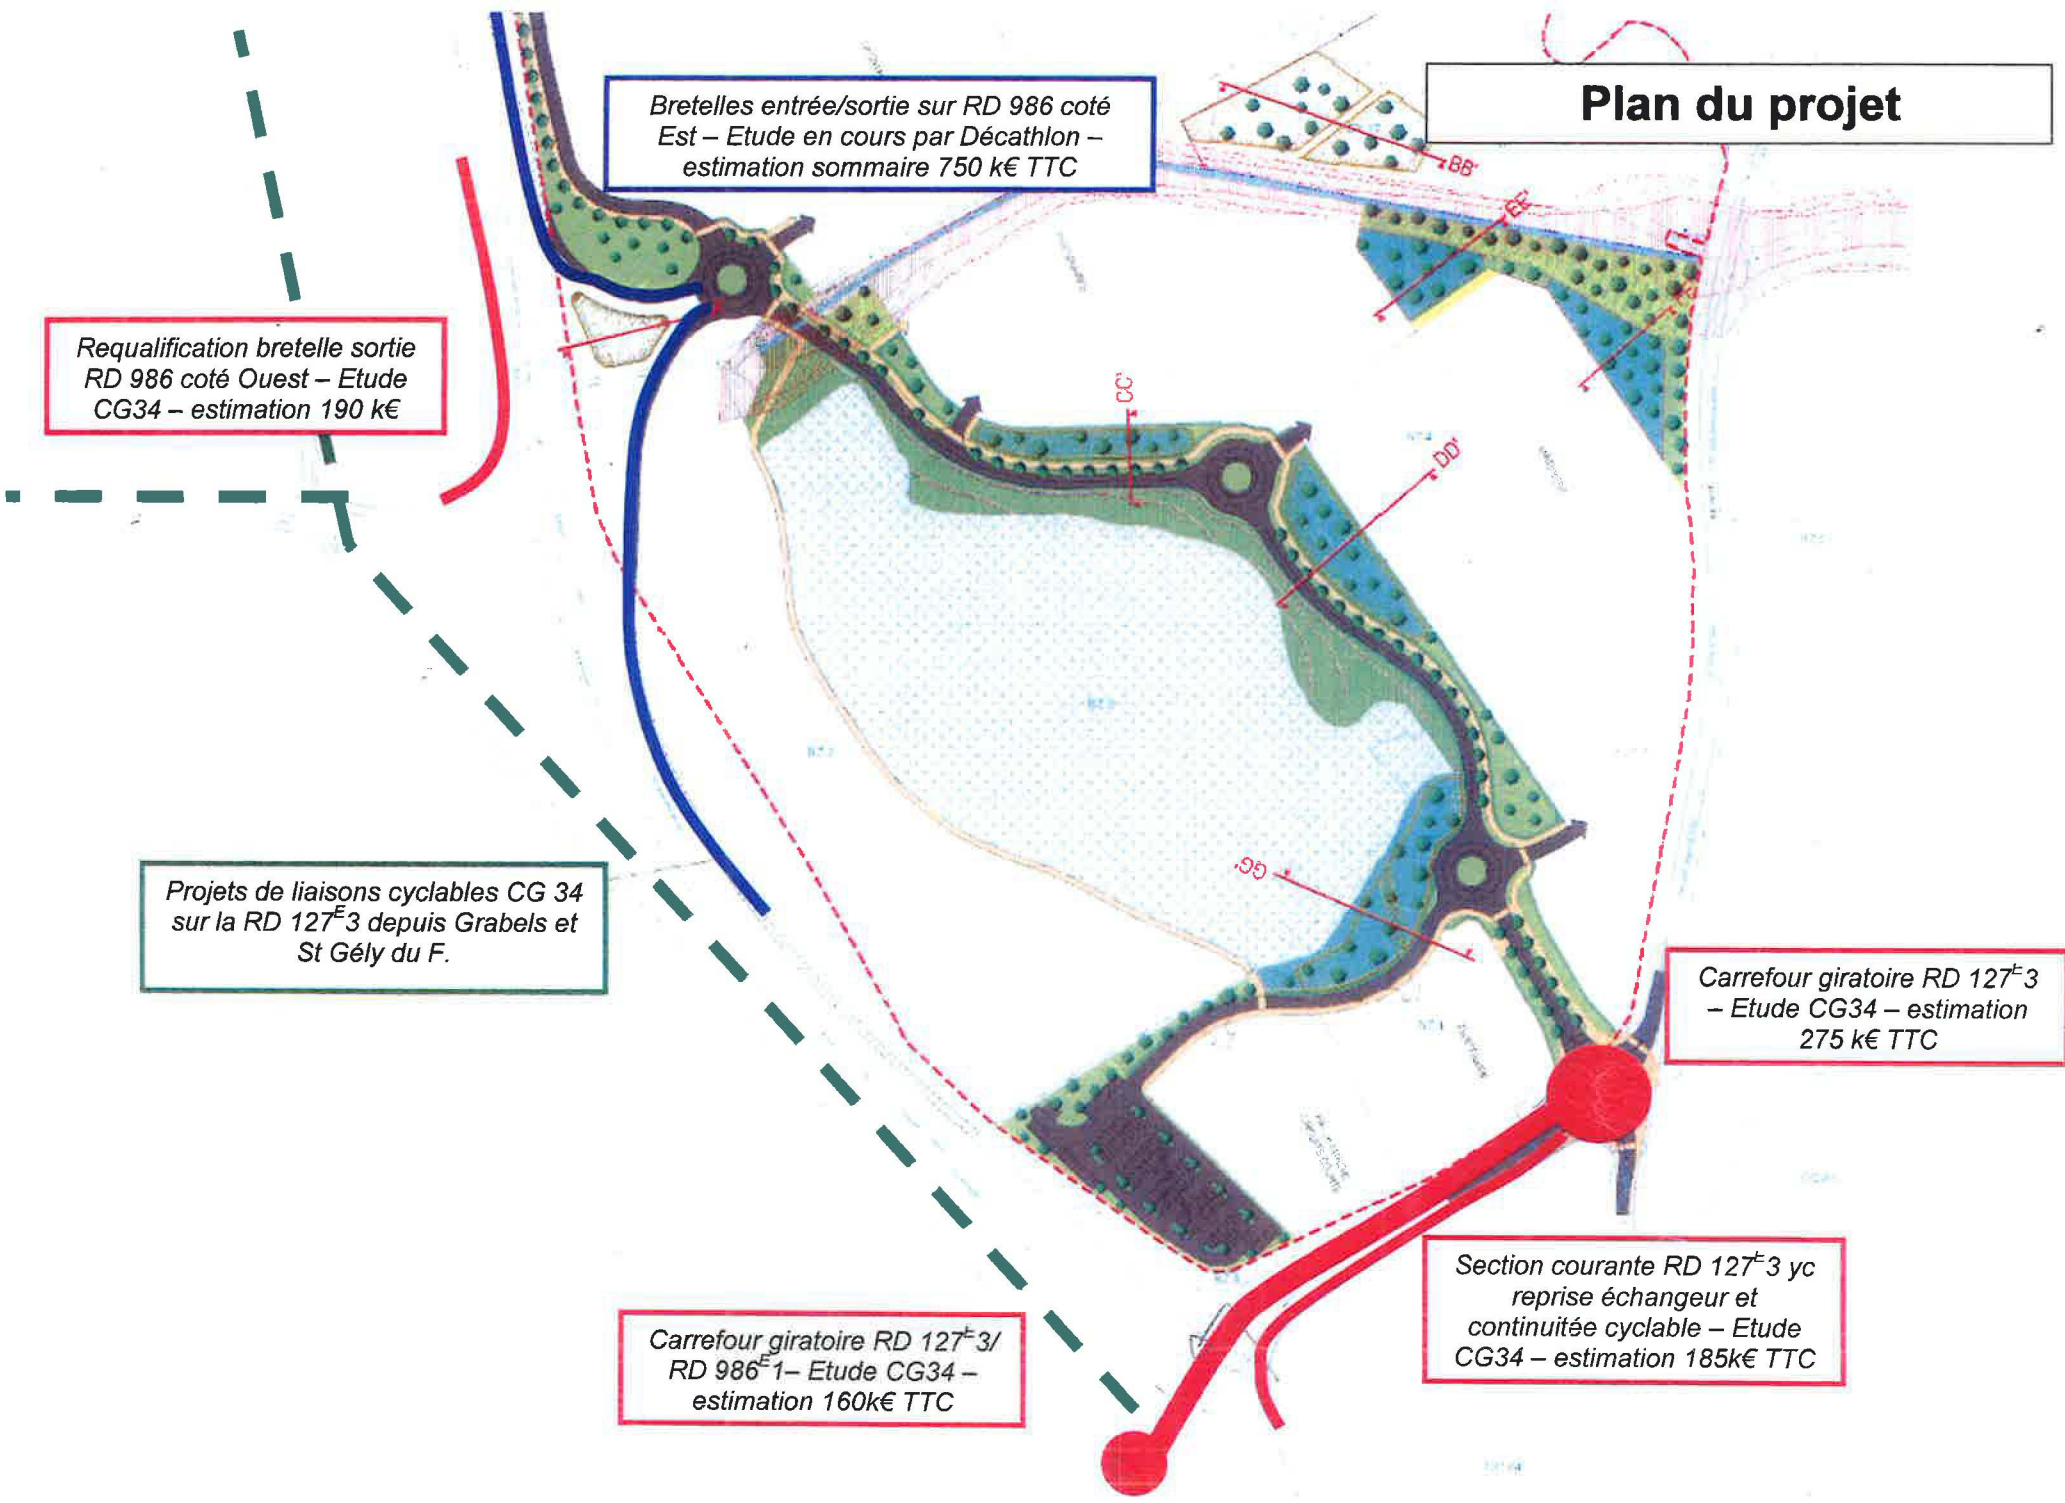 Plan du projet
Bretelles entrée/sortie sur RD 986 coté
Est – Etude en cours par Décathlon –
estimation sommaire 750 k€ TTC
BB'
EE'
Requalification bretelle sortie
RD 986 coté Ouest – Etude
CG34 – estimation 190 k€
CC'
DD'
GG'
Projets de liaisons cyclables CG 34
sur la RD 127E3 depuis Grabels et
St Gély du F.
Carrefour giratoire RD 127E3
– Etude CG34 – estimation
275 k€ TTC
Section courante RD 127E3 yc
reprise échangeur et
continuitée cyclable – Etude
CG34 – estimation 185k€ TTC
Carrefour giratoire RD 127E3/
RD 986E1– Etude CG34 –
estimation 160k€ TTC